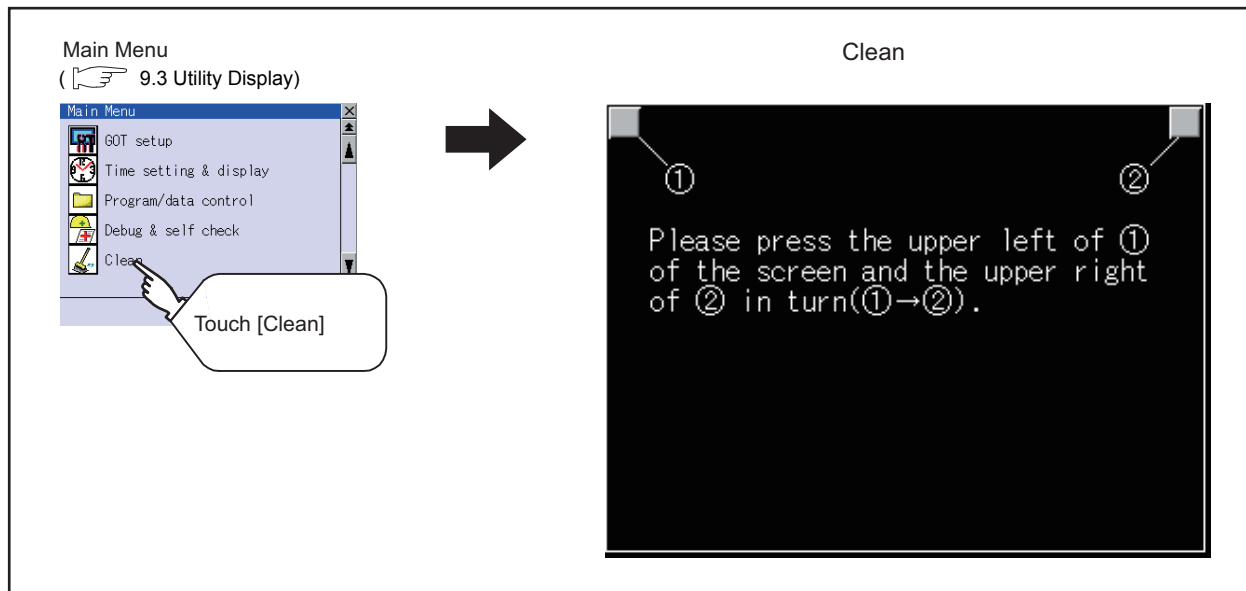 Main Menu
( 9.3 Utility Display)
Main Menu
GOT setup
Time setting & display
Program/data control
Debug & self check
Clean
Touch [Clean]
Clean
① ②
Please press the upper left of ①
of the screen and the upper right
of ② in turn(①→②).